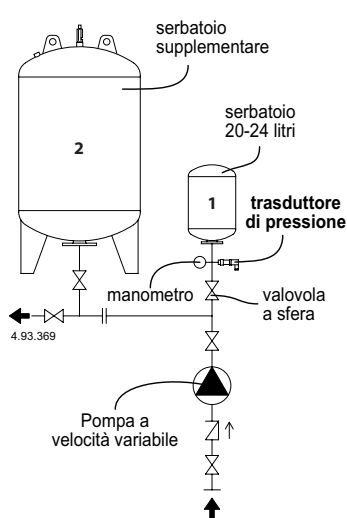 serbatoio
supplementare
serbatoio
20-24 litri
2
1
trasduttore
di pressione
manometro
valovola
a sfera
4.93.369
Pompa a
velocità variabile